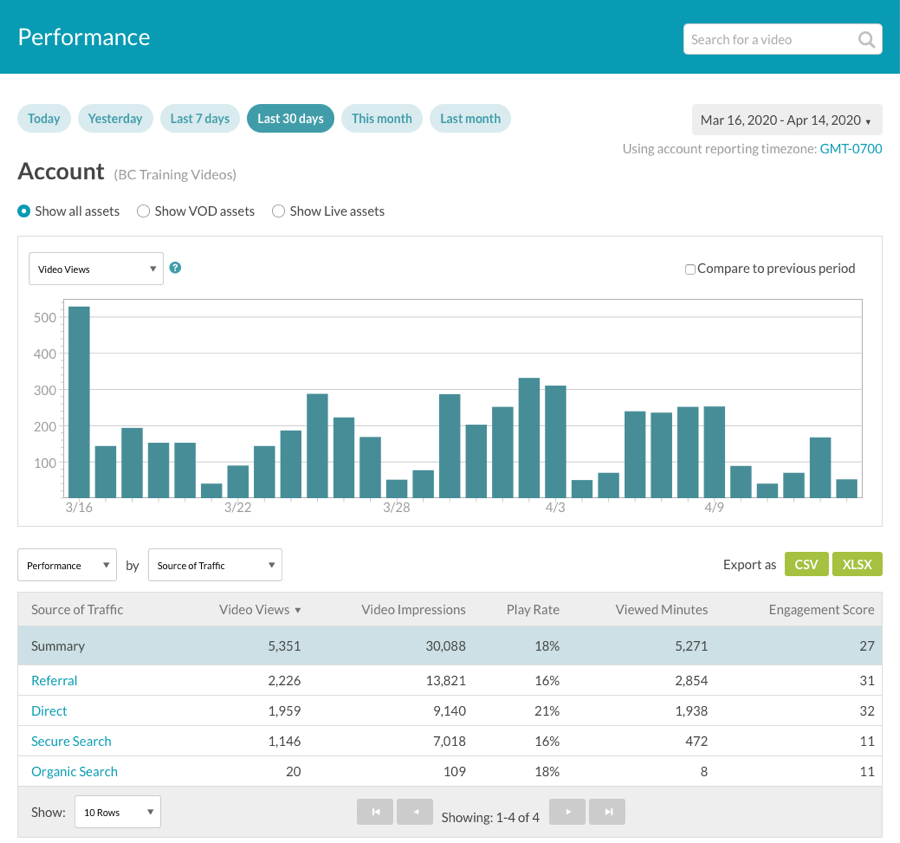 Performance
Search for a video
Today Yesterday Last 7 days Last 30 days This month Last month
Mar 16, 2020 - Apr 14, 2020 ▾
Using account reporting timezone: GMT-0700
Account (BC Training Videos)
Show all assets Show VOD assets Show Live assets
Video Views ▼ ?
Compare to previous period
500
400
300
200
100
3/16 3/22 3/28 4/3 4/9
Performance ▼ by Source of Traffic ▼
Export as CSV XLSX
Source of Traffic Video Views ▼ Video Impressions Play Rate Viewed Minutes Engagement Score
Summary 5,351 30,088 18% 5,271 27
Referral 2,226 13,821 16% 2,854 31
Direct 1,959 9,140 21% 1,938 32
Secure Search 1,146 7,018 16% 472 11
Organic Search 20 109 18% 8 11
Show: 10 Rows ▼ Showing: 1-4 of 4